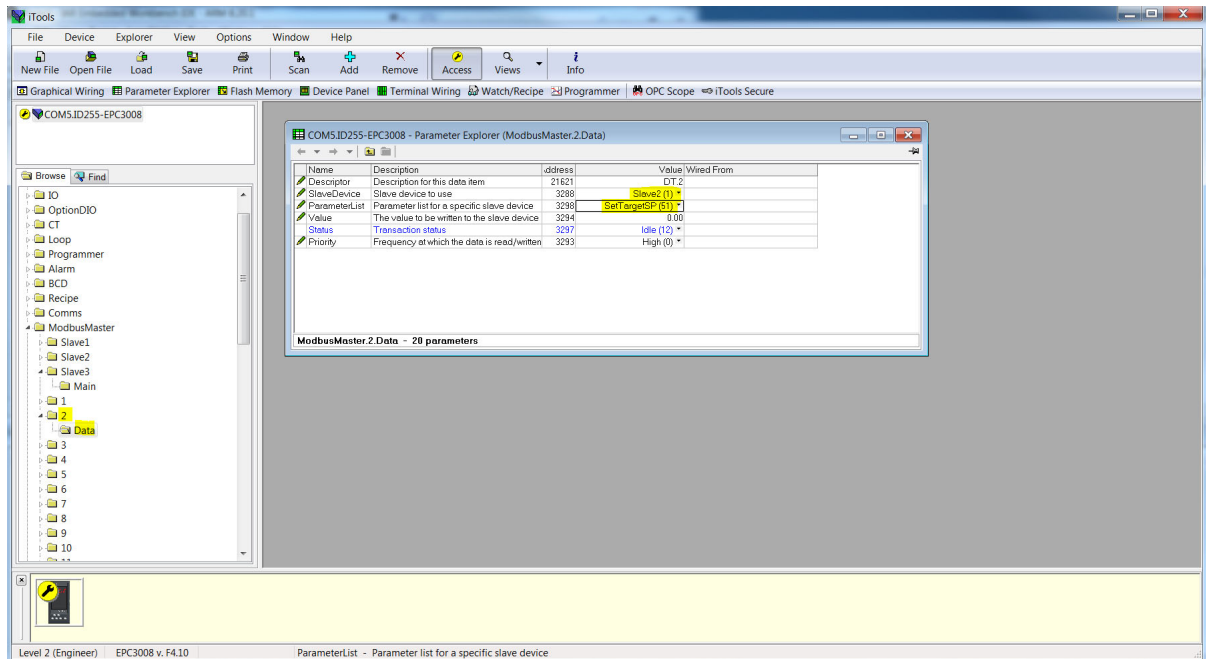 iTools
File Device Explorer View Options Window Help
New File Open File Load Save Print Scan Add Remove Access Views Info
Graphical Wiring Parameter Explorer Flash Memory Device Panel Terminal Wiring Watch/Recipe Programmer OPC Scope iTools Secure
COM5.ID255-EPC3008
Browse Find
IO
OptionDIO
CT
Loop
Programmer
Alarm
BCD
Recipe
Comms
ModbusMaster
Slave1
Slave2
Slave3
Main
1
2
Data
3
4
5
6
7
8
9
10
COM5.ID255-EPC3008 - Parameter Explorer (ModbusMaster.2.Data)
Name Description ddress Value Wired From
Descriptor Description for this data item 21621 DT.2
SlaveDevice Slave device to use 3288 Slave2 (1)
ParameterList Parameter list for a specific slave device 3298 SetTargetSP (51)
Value The value to be written to the slave device 3294 0.00
Status Transaction status 3297 Idle (12)
Priority Frequency at which the data is read/written 3293 High (0)
ModbusMaster.2.Data - 20 parameters
Level 2 (Engineer) EPC3008 v. F4.10 ParameterList - Parameter list for a specific slave device